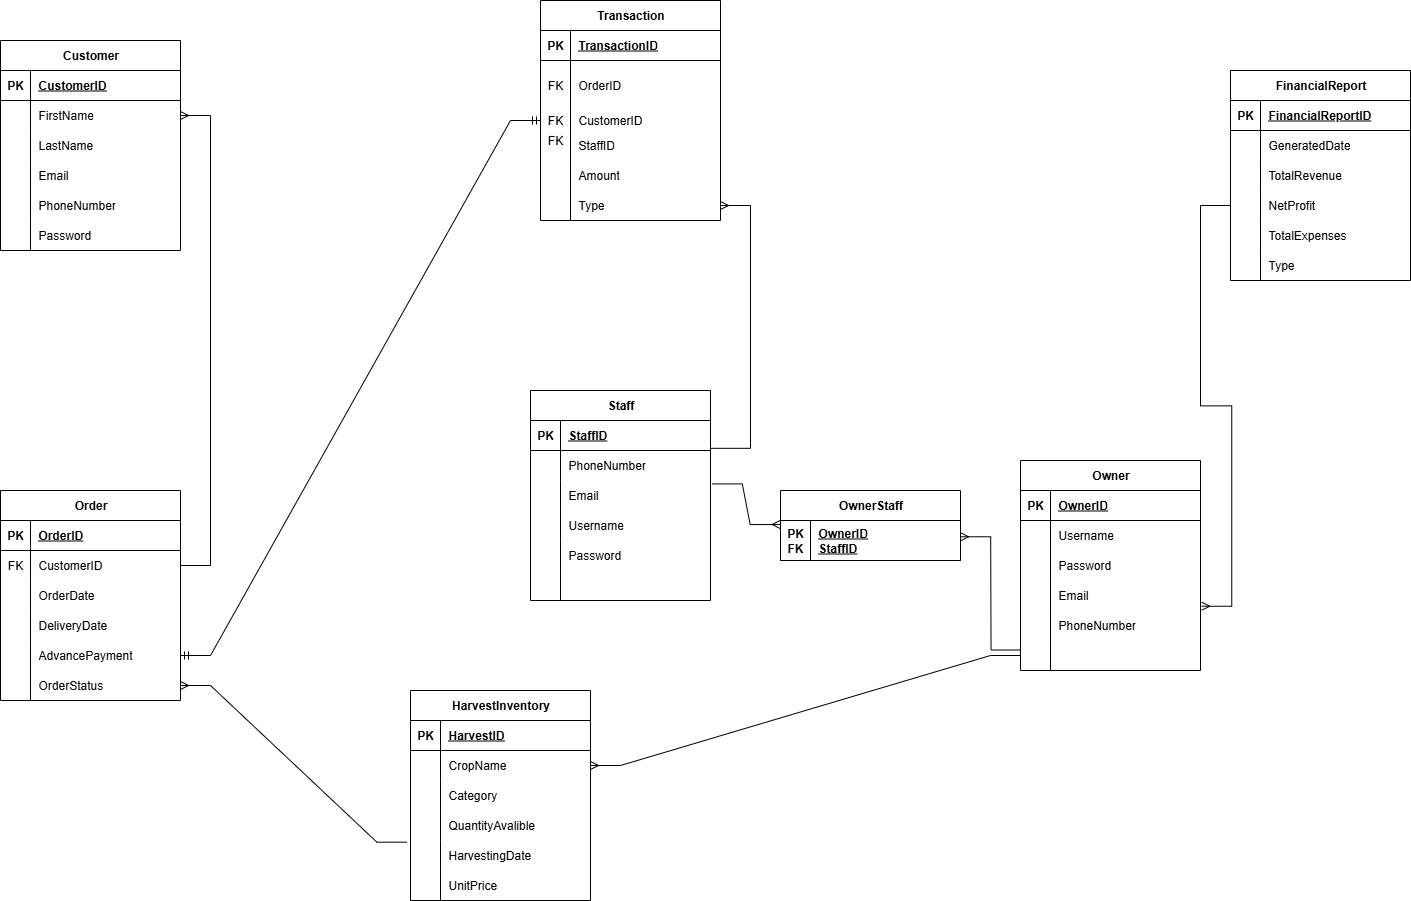 Transaction
PK TransactionID
FK OrderID
FK CustomerID
FK StaffID
Amount
Type
Customer
PK CustomerID
FirstName
LastName
Email
PhoneNumber
Password
FinancialReport
PK FinancialReportID
GeneratedDate
TotalRevenue
NetProfit
TotalExpenses
Type
Staff
PK StaffID
PhoneNumber
Email
Username
Password
Order
PK OrderID
FK CustomerID
OrderDate
DeliveryDate
AdvancePayment
OrderStatus
OwnerStaff
PK OwnerID
FK StaffID
Owner
PK OwnerID
Username
Password
Email
PhoneNumber
HarvestInventory
PK HarvestID
CropName
Category
QuantityAvalible
HarvestingDate
UnitPrice